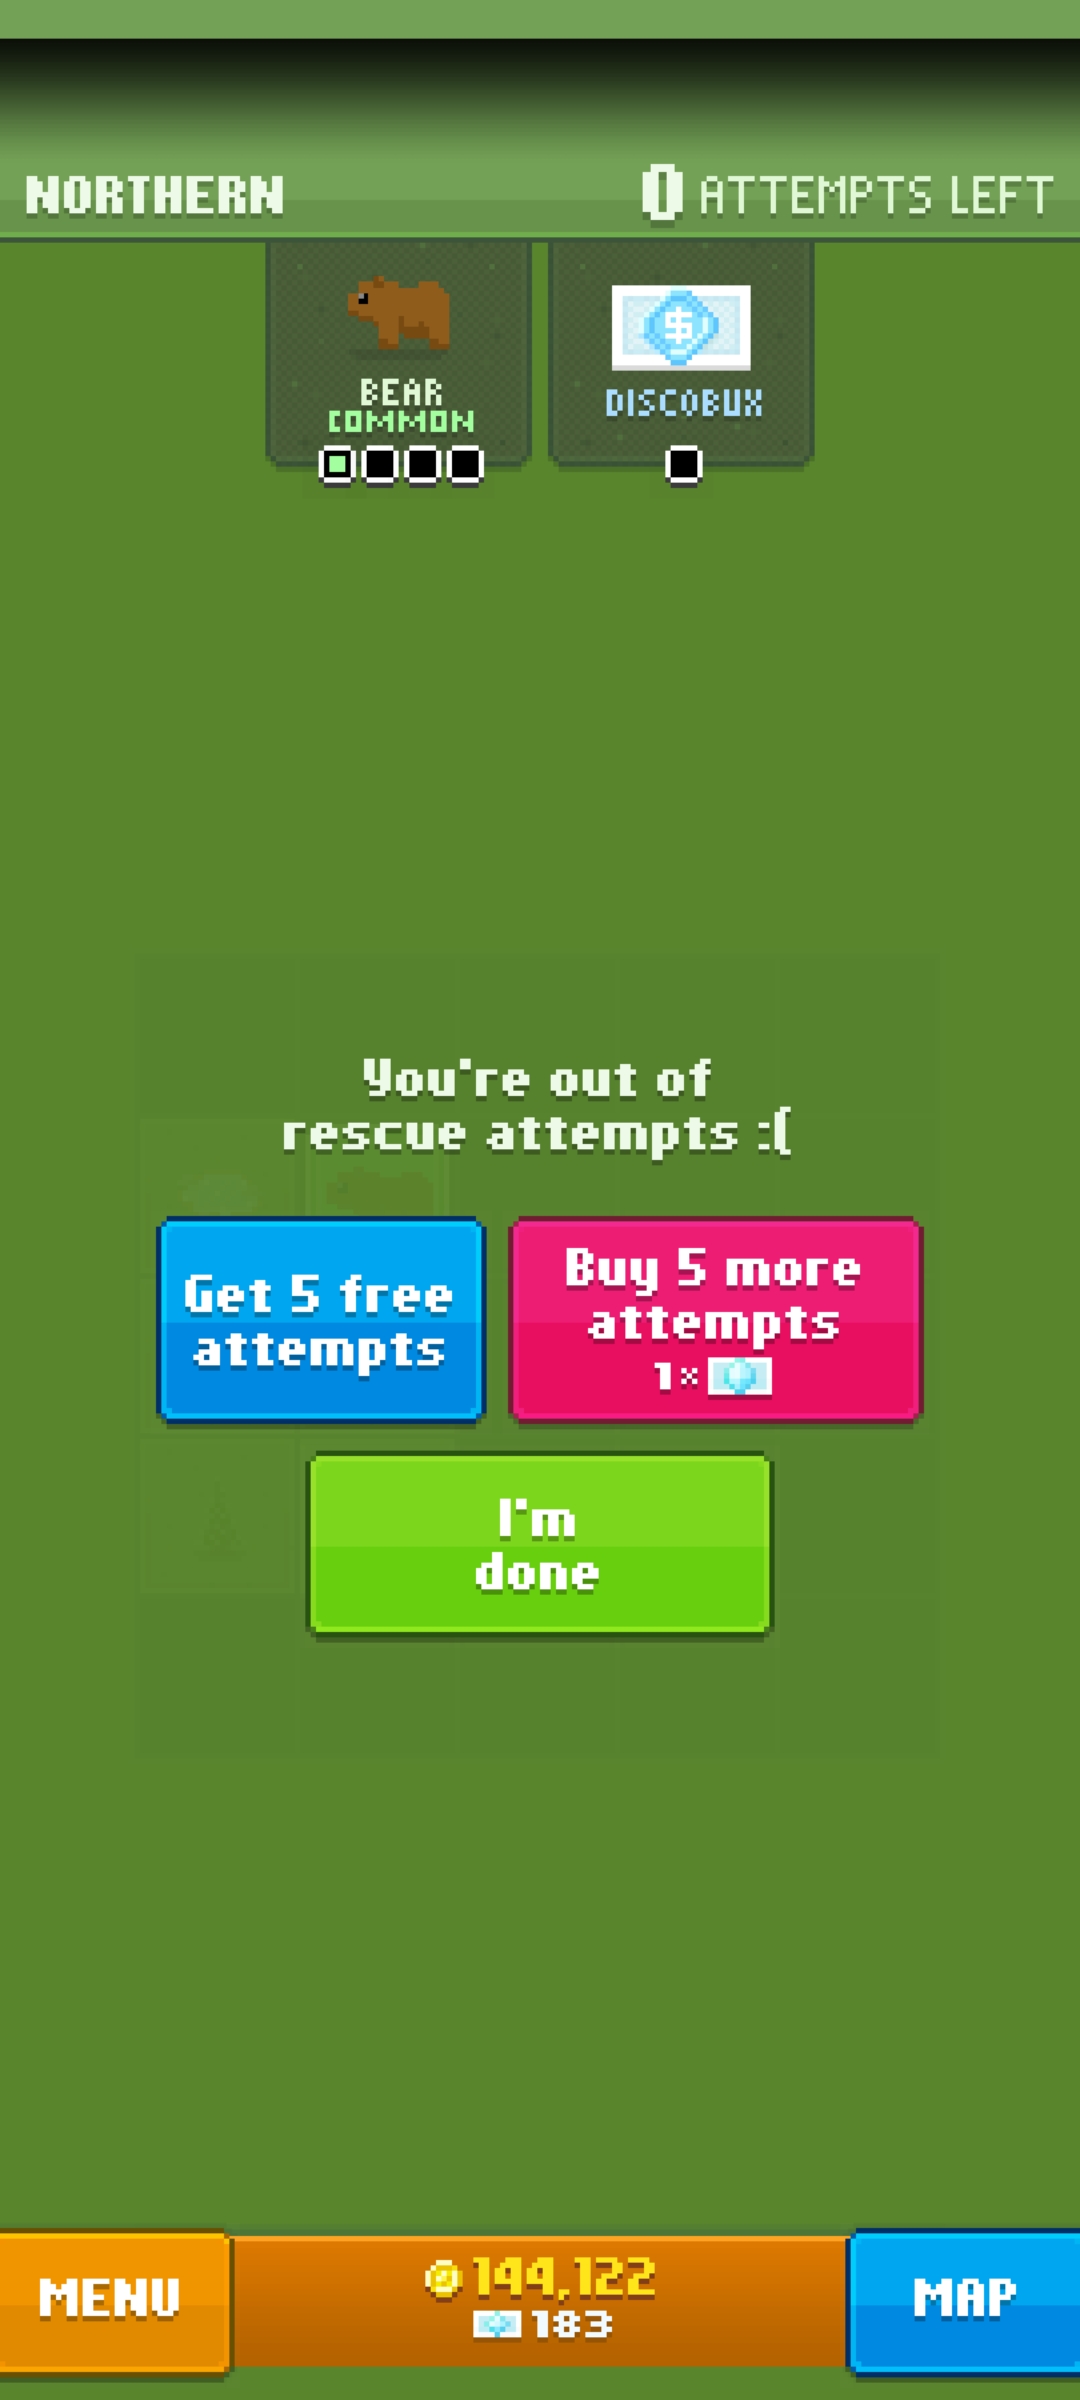 NORTHERN
0 ATTEMPTS LEFT
BEAR
COMMON
$
DISCOBUX
You're out of
rescue attempts :(
Get 5 free
attempts
Buy 5 more
attempts
1×
I'm
done
MENU
144,122
183
MAP